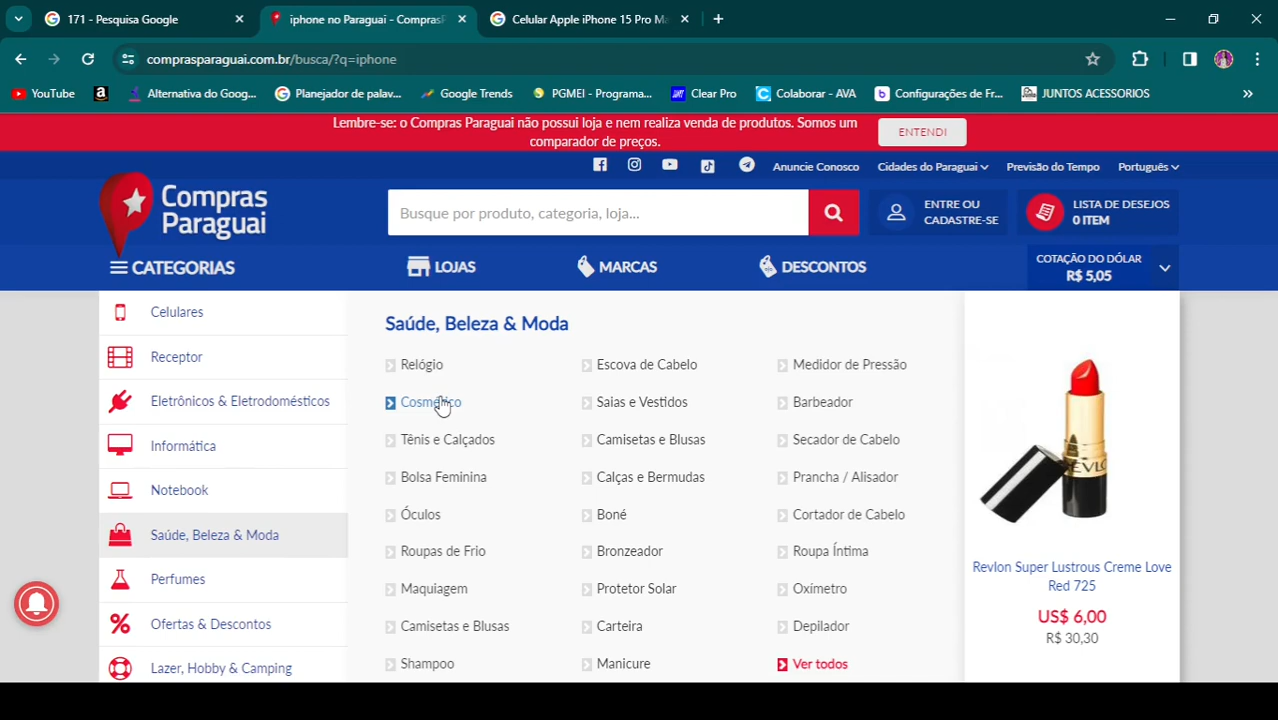 171 - Pesquisa Google
iphone no Paraguai - ComprasP
Celular Apple iPhone 15 Pro Ma
comprasparaguai.com.br/busca/?q=iphone
YouTube
Alternativa do Goog...
Planejador de palav...
Google Trends
PGMEI - Programa...
Clear Pro
Colaborar - AVA
Configurações de Fr...
JUNTOS ACESSORIOS
Lembre-se: o Compras Paraguai não possui loja e nem realiza venda de produtos. Somos um
comparador de preços.
ENTENDI
Anuncie Conosco
Cidades do Paraguai
Previsão do Tempo
Português
Compras
Paraguai
Busque por produto, categoria, loja...
ENTRE OU
CADASTRE-SE
LISTA DE DESEJOS
0 ITEM
CATEGORIAS
LOJAS
MARCAS
DESCONTOS
COTAÇÃO DO DÓLAR
R$ 5,05
Celulares
Receptor
Eletrônicos & Eletrodomésticos
Informática
Notebook
Saúde, Beleza & Moda
Perfumes
Ofertas & Descontos
Lazer, Hobby & Camping
Saúde, Beleza & Moda
Relógio
Cosmético
Tênis e Calçados
Bolsa Feminina
Óculos
Roupas de Frio
Maquiagem
Camisetas e Blusas
Shampoo
Escova de Cabelo
Saias e Vestidos
Camisetas e Blusas
Calças e Bermudas
Boné
Bronzeador
Protetor Solar
Carteira
Manicure
Medidor de Pressão
Barbeador
Secador de Cabelo
Prancha / Alisador
Cortador de Cabelo
Roupa Íntima
Oxímetro
Depilador
Ver todos
REVLON
Revlon Super Lustrous Creme Love
Red 725
US$ 6,00
R$ 30,30